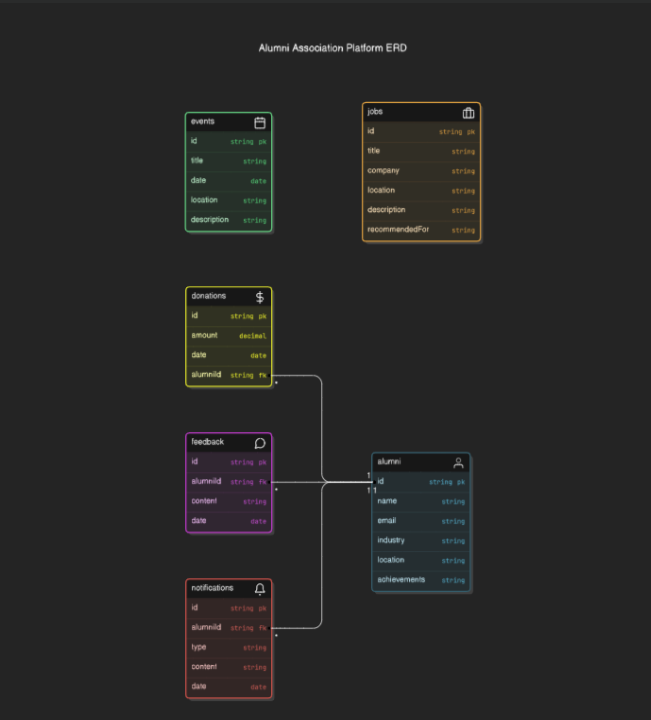 Alumni Association Platform ERD
events
id string pk
title string
date date
location string
description string
jobs
id string pk
title string
company string
location string
description string
recommendedFor string
donations
id string pk
amount decimal
date date
alumniId string fk
feedback
id string pk
alumniId string fk
content string
date date
alumni
id string pk
name string
email string
industry string
location string
achievements string
1
1 1
notifications
id string pk
alumniId string fk
type string
content string
date date